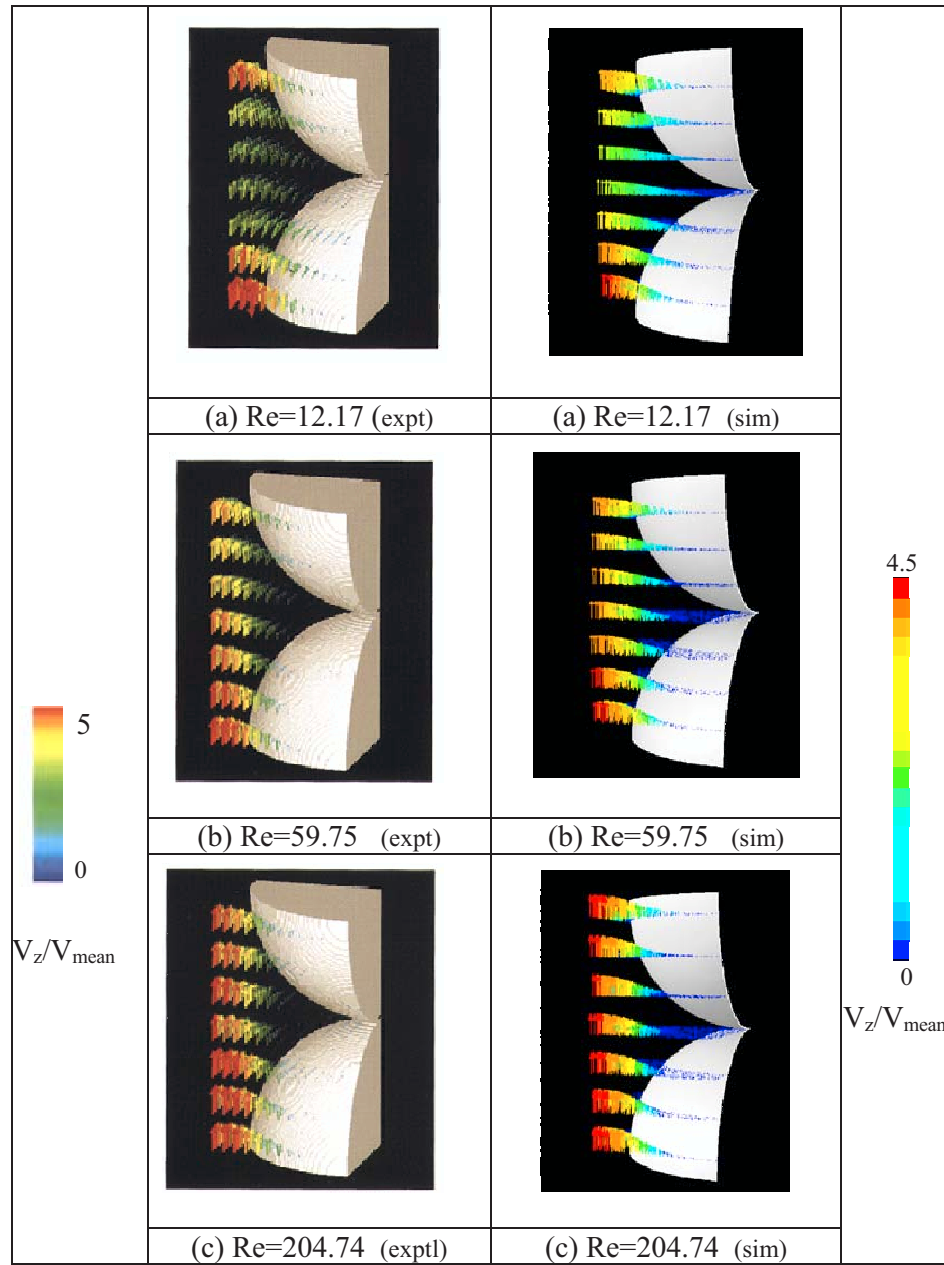 (a) Re=12.17 (expt)
(a) Re=12.17 (sim)
(b) Re=59.75 (expt)
(b) Re=59.75 (sim)
5
0
Vz/Vmean
4.5
0
Vz/Vmean
(c) Re=204.74 (exptl)
(c) Re=204.74 (sim)